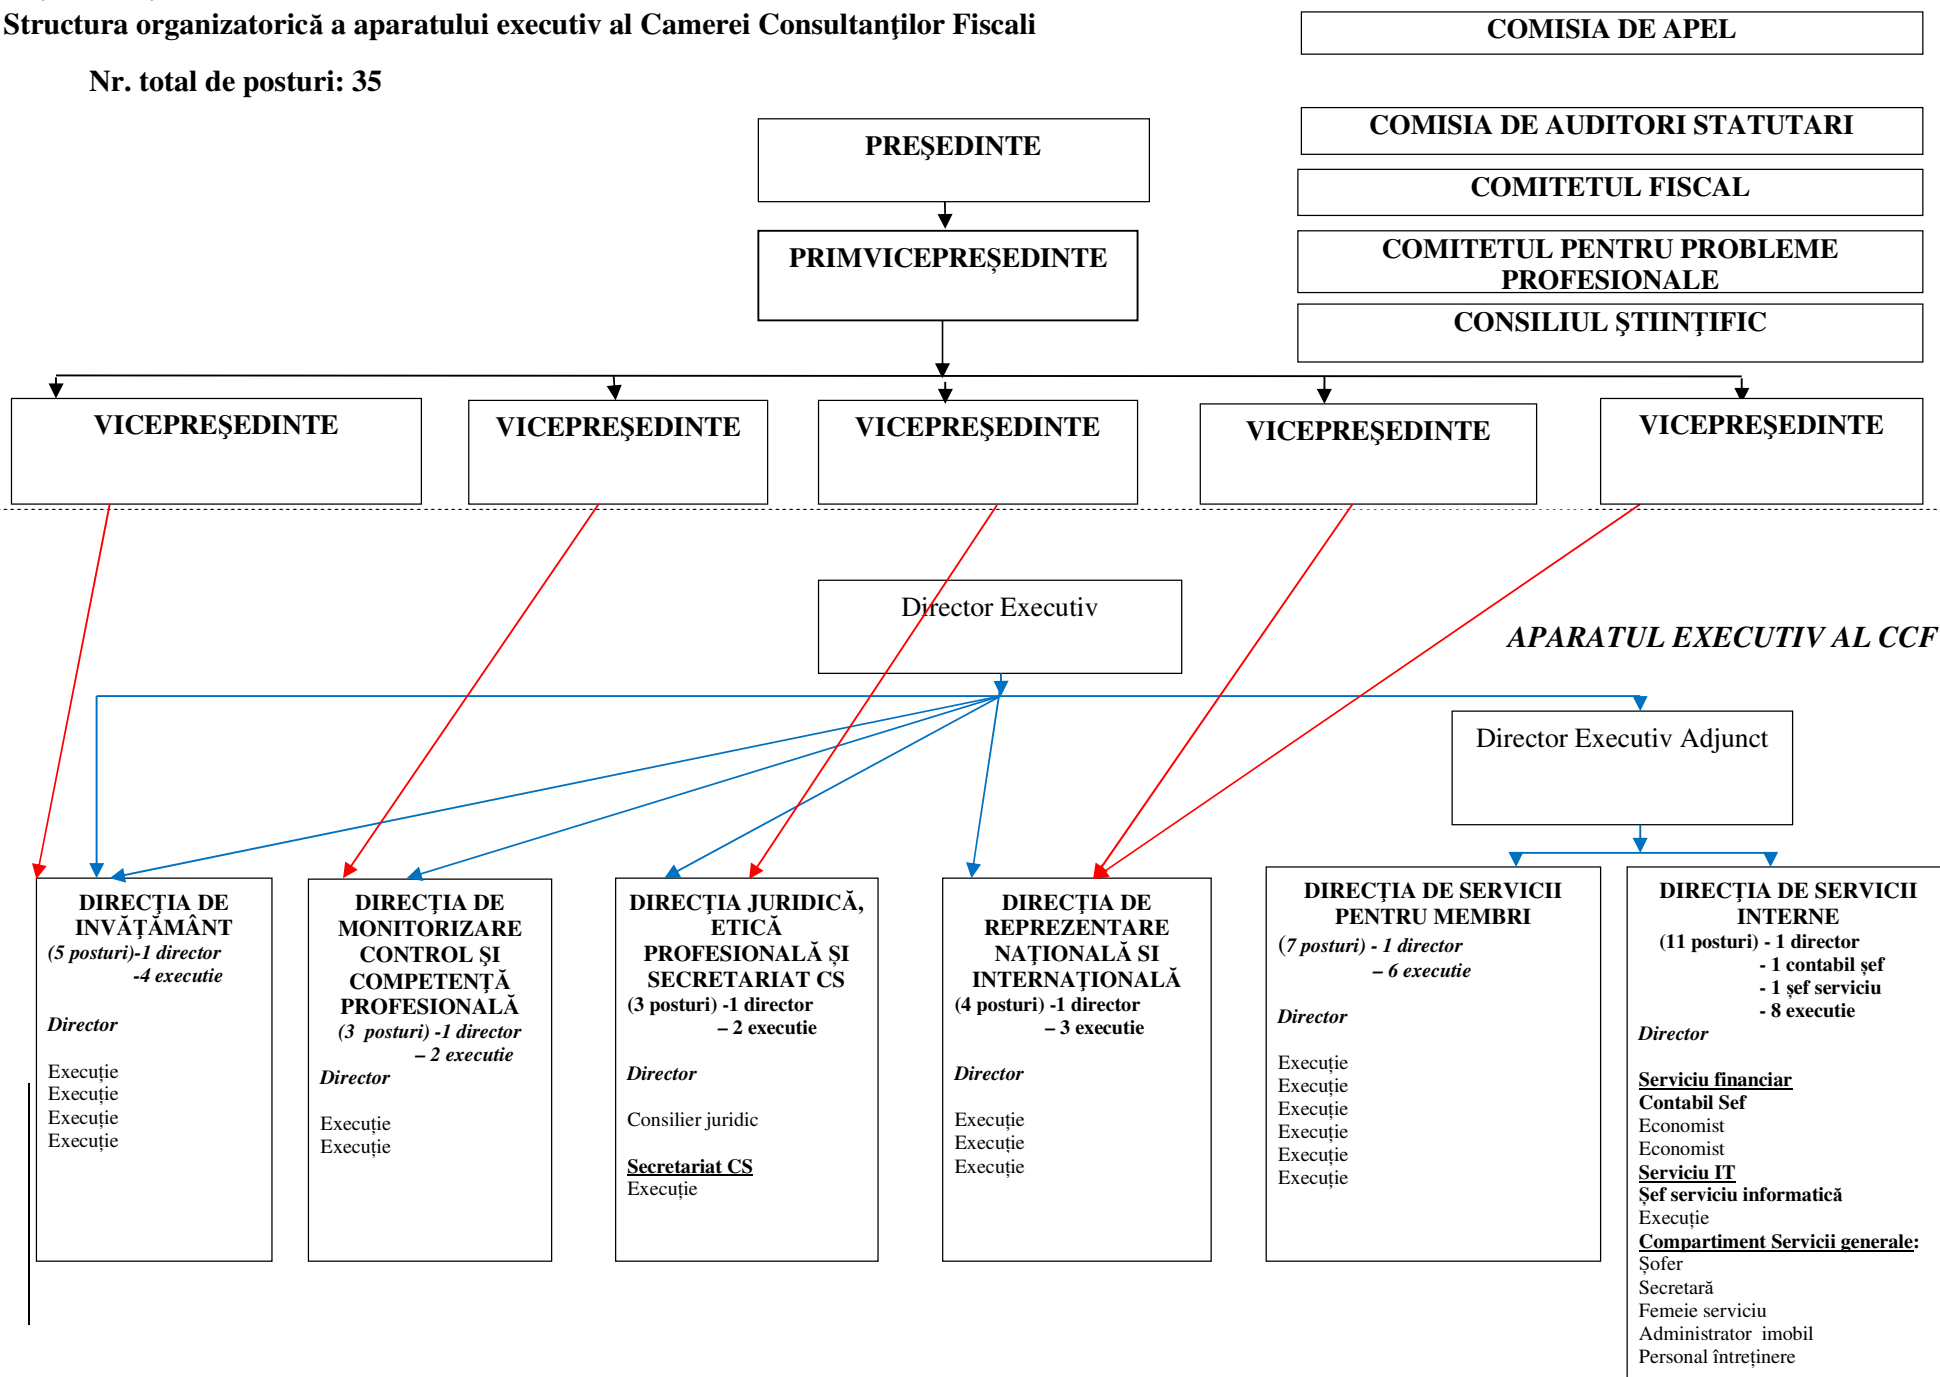 Structura organizatorică a aparatului executiv al Camerei Consultanţilor Fiscali
Nr. total de posturi: 35
COMISIA DE APEL
COMISIA DE AUDITORI STATUTARI
COMITETUL FISCAL
COMITETUL PENTRU PROBLEME
PROFESIONALE
CONSILIUL ŞTIINŢIFIC
PREŞEDINTE
PRIMVICEPREȘEDINTE
VICEPREŞEDINTE
VICEPREŞEDINTE
VICEPREŞEDINTE
VICEPREŞEDINTE
VICEPREŞEDINTE
Director Executiv
APARATUL EXECUTIV AL CCF
Director Executiv Adjunct
DIRECŢIA DE
INVĂŢĂMÂNT
(5 posturi)-1 director
-4 executie
Director
Execuție
Execuție
Execuție
Execuție
DIRECŢIA DE
MONITORIZARE
CONTROL ŞI
COMPETENŢĂ
PROFESIONALĂ
(3 posturi) -1 director
– 2 executie
Director
Execuție
Execuție
DIRECŢIA JURIDICĂ,
ETICĂ
PROFESIONALĂ ȘI
SECRETARIAT CS
(3 posturi) -1 director
– 2 executie
Director
Consilier juridic
Secretariat CS
Execuție
DIRECŢIA DE
REPREZENTARE
NAŢIONALĂ SI
INTERNAŢIONALĂ
(4 posturi) -1 director
– 3 executie
Director
Execuție
Execuție
Execuție
DIRECŢIA DE SERVICII
PENTRU MEMBRI
(7 posturi) - 1 director
– 6 executie
Director
Execuție
Execuție
Execuție
Execuție
Execuție
Execuție
DIRECŢIA DE SERVICII
INTERNE
(11 posturi) - 1 director
- 1 contabil șef
- 1 șef serviciu
- 8 executie
Director
Serviciu financiar
Contabil Sef
Economist
Economist
Serviciu IT
Șef serviciu informatică
Execuție
Compartiment Servicii generale:
Șofer
Secretară
Femeie serviciu
Administrator imobil
Personal întreținere